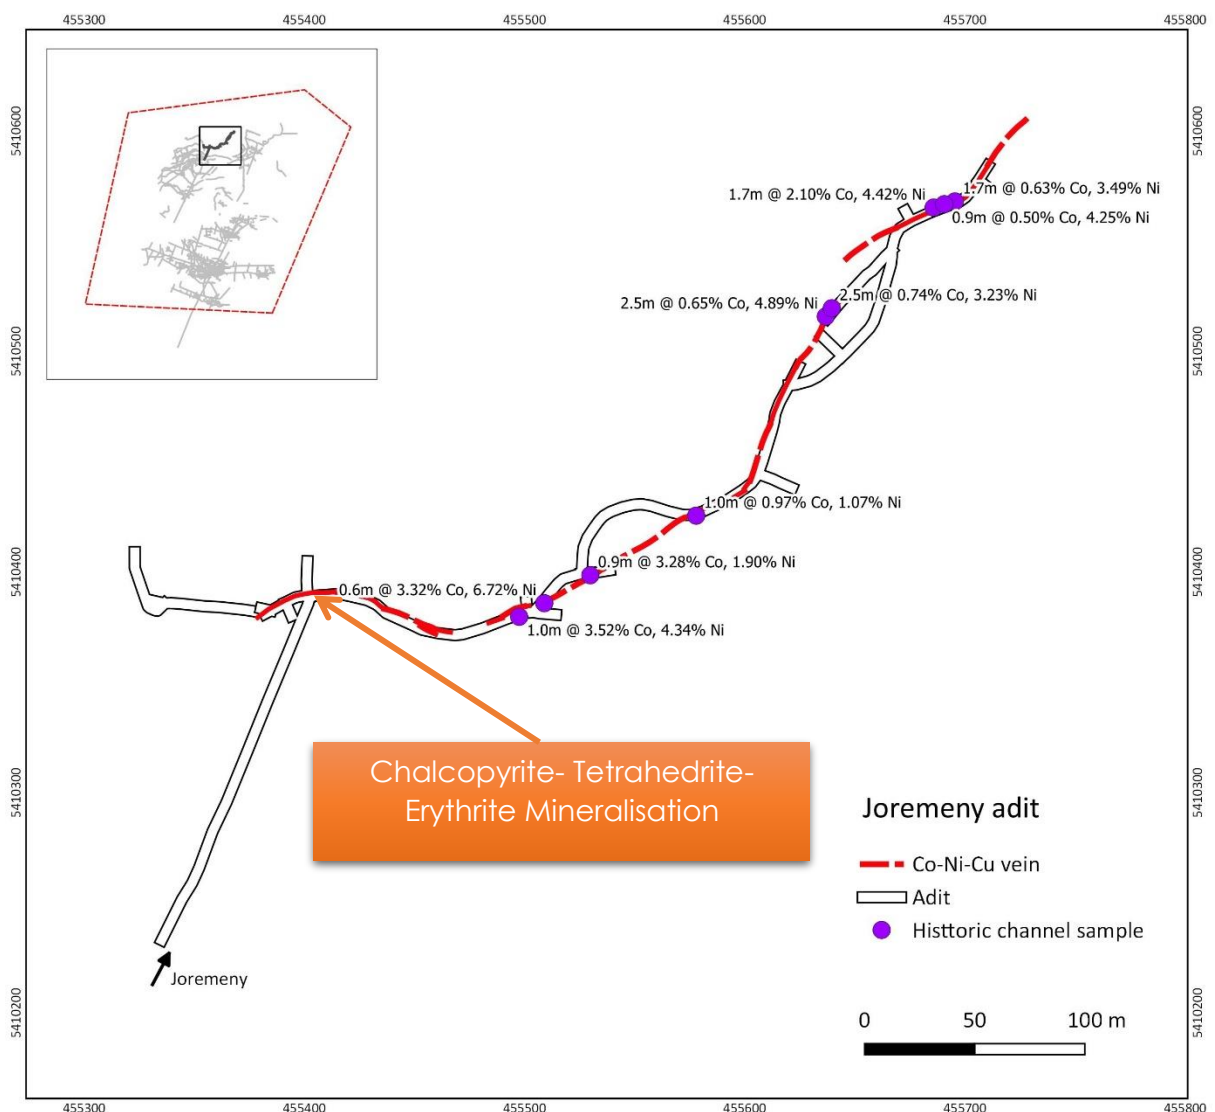 455300 455400 455500 455600 455700 455800
5410600
5410600
1.7m @ 2.10% Co, 4.42% Ni
1.7m @ 0.63% Co, 3.49% Ni
0.9m @ 0.50% Co, 4.25% Ni
2.5m @ 0.65% Co, 4.89% Ni
2.5m @ 0.74% Co, 3.23% Ni
5410500
5410500
1.0m @ 0.97% Co, 1.07% Ni
5410400
5410400
0.9m @ 3.28% Co, 1.90% Ni
0.6m @ 3.32% Co, 6.72% Ni
1.0m @ 3.52% Co, 4.34% Ni
Chalcopyrite- Tetrahedrite-
Erythrite Mineralisation
5410300
5410300
Joremeny adit
Co-Ni-Cu vein
Adit
Histtoric channel sample
Joremeny
5410200
5410200
0 50 100 m
455300 455400 455500 455600 455700 455800